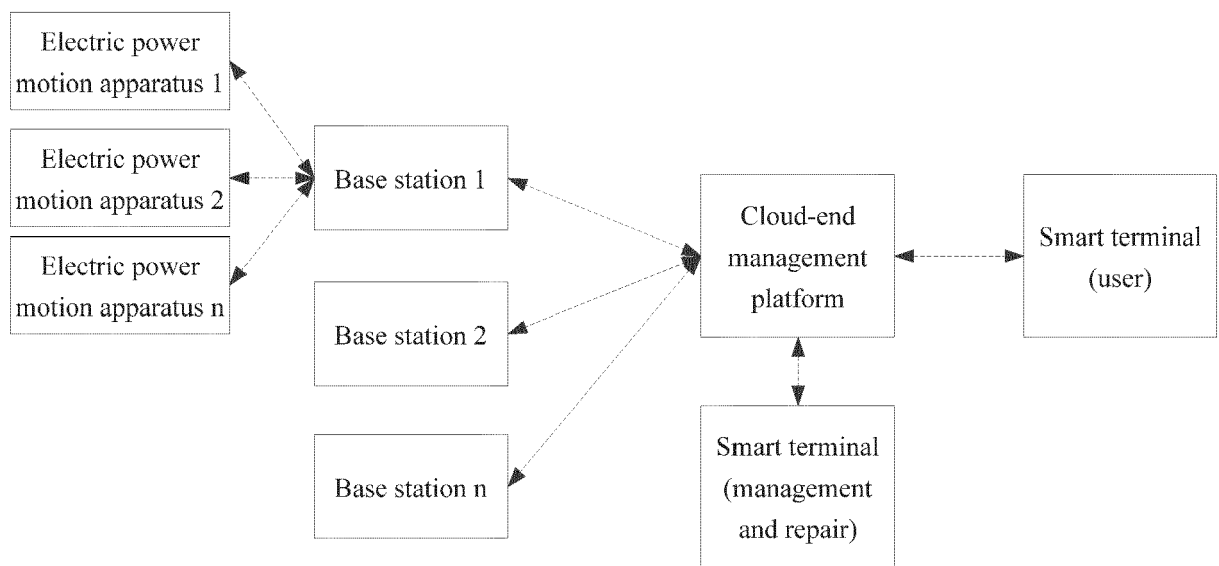 Electric power
motion apparatus 1
Electric power
motion apparatus 2
Electric power
motion apparatus n
Base station 1
Base station 2
Base station n
Cloud-end
management
platform
Smart terminal
(management
and repair)
Smart terminal
(user)